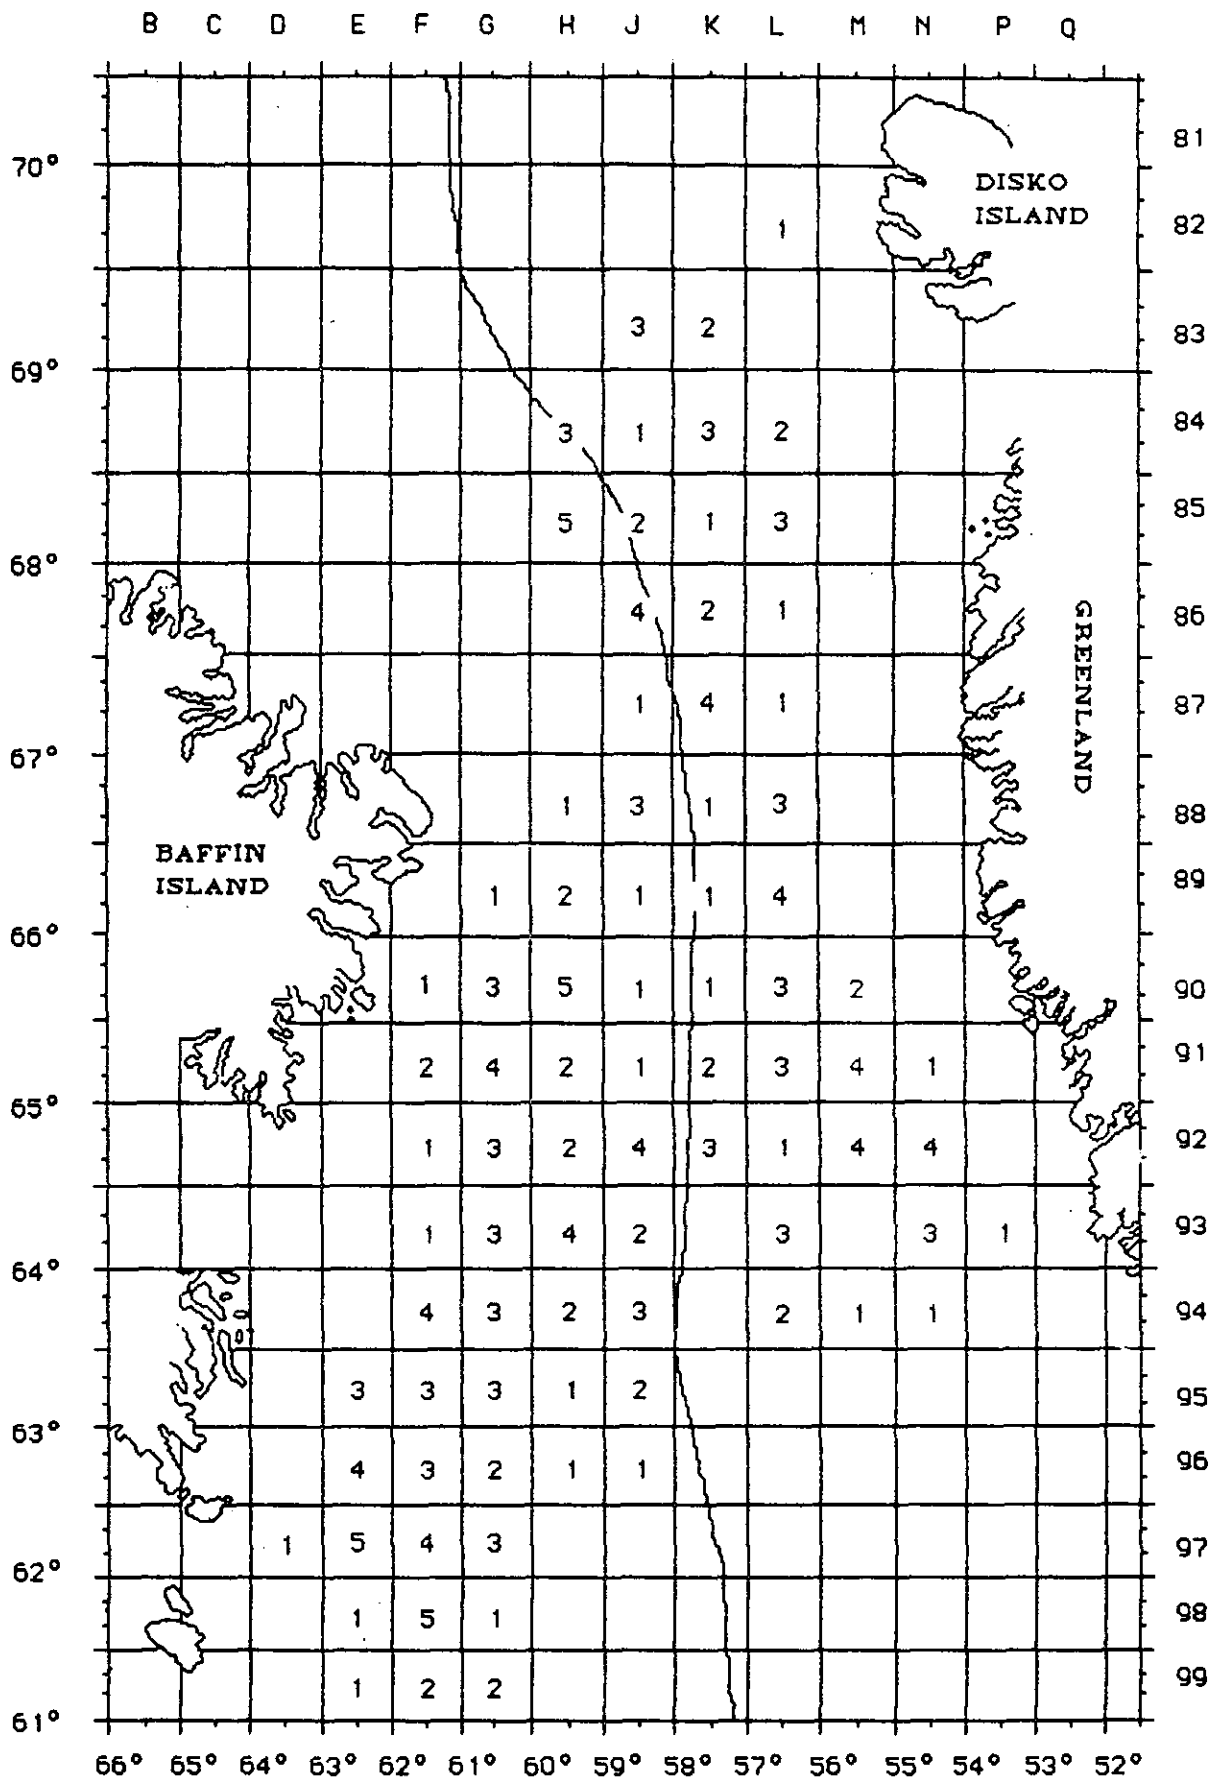 B C D E F G H J K L M N P Q
81
70°
DISKO
ISLAND
1 82
3 2 83
69°
3 1 3 2 84
5 2 1 3 85
68°
4 2 1 86
GREENLAND
1 4 1 87
67°
1 3 1 3 88
BAFFIN
ISLAND
1 2 1 1 4 89
66°
1 3 5 1 1 3 2 90
2 4 2 1 2 3 4 1 91
65°
1 3 2 4 3 1 4 4 92
1 3 4 2 3 3 1 93
64°
4 3 2 3 2 1 1 94
3 3 3 1 2 95
63°
4 3 2 1 1 96
1 5 4 3 97
62°
1 5 1 98
1 2 2 99
61°
66° 65° 64° 63° 62° 61° 60° 59° 58° 57° 56° 55° 54° 53° 52°